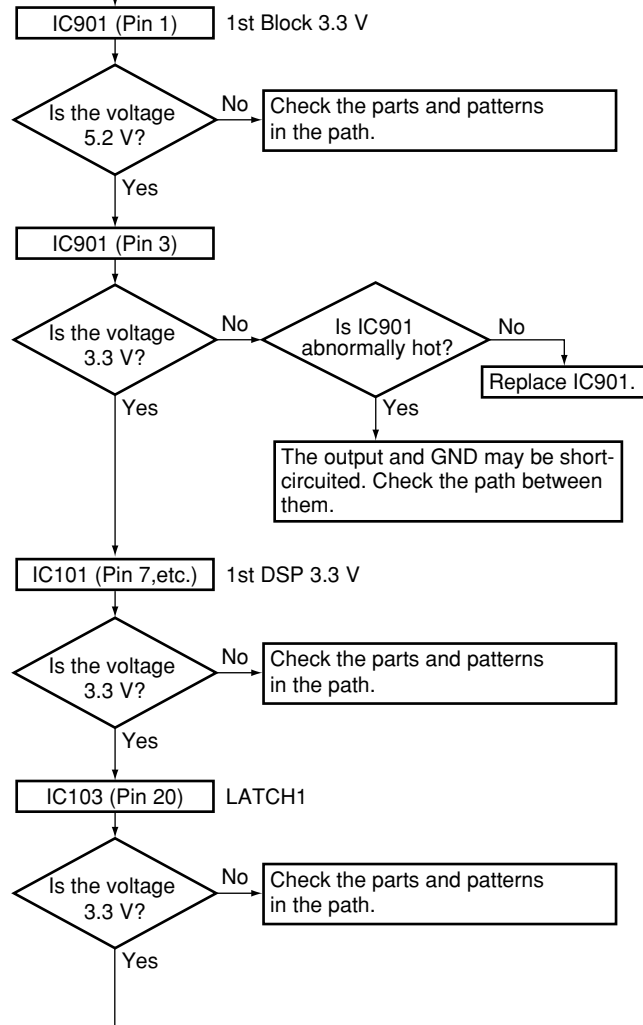 IC901 (Pin 1)
1st Block 3.3 V
Is the voltage
5.2 V?
No
Check the parts and patterns
in the path.
Yes
IC901 (Pin 3)
Is the voltage
3.3 V?
No
Is IC901
abnormally hot?
No
Replace IC901.
Yes
Yes
The output and GND may be short-
circuited. Check the path between
them.
IC101 (Pin 7,etc.)
1st DSP 3.3 V
Is the voltage
3.3 V?
No
Check the parts and patterns
in the path.
Yes
IC103 (Pin 20)
LATCH1
Is the voltage
3.3 V?
No
Check the parts and patterns
in the path.
Yes